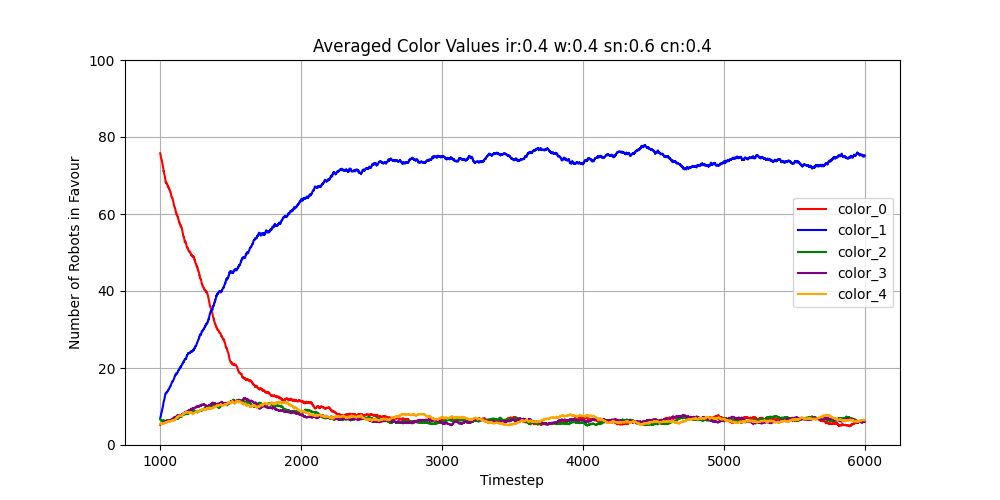 Averaged Color Values ir:0.4 w:0.4 sn:0.6 cn:0.4
Number of Robots in Favour
100
80
60
40
20
0
color_0
color_1
color_2
color_3
color_4
1000 2000 3000 4000 5000 6000
Timestep